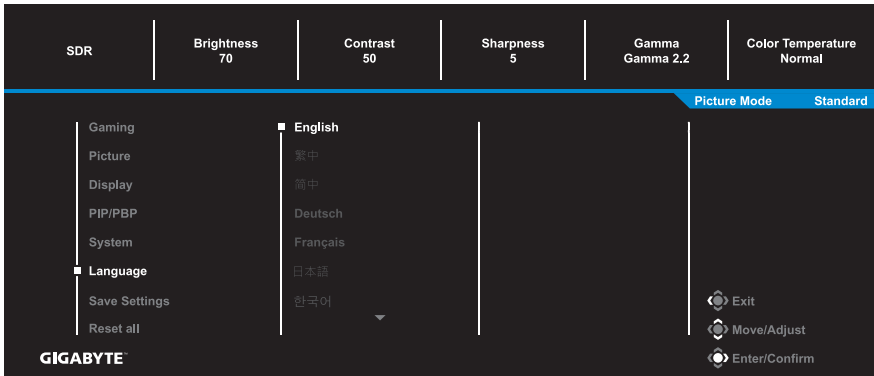 SDR
Brightness
70
Contrast
50
Sharpness
5
Gamma
Gamma 2.2
Color Temperature
Normal
Picture Mode Standard
Gaming
Picture
Display
PIP/PBP
System
Language
Save Settings
Reset all
English
繁中
简中
Deutsch
Français
日本語
한국어
Exit
Move/Adjust
Enter/Confirm
GIGABYTE™